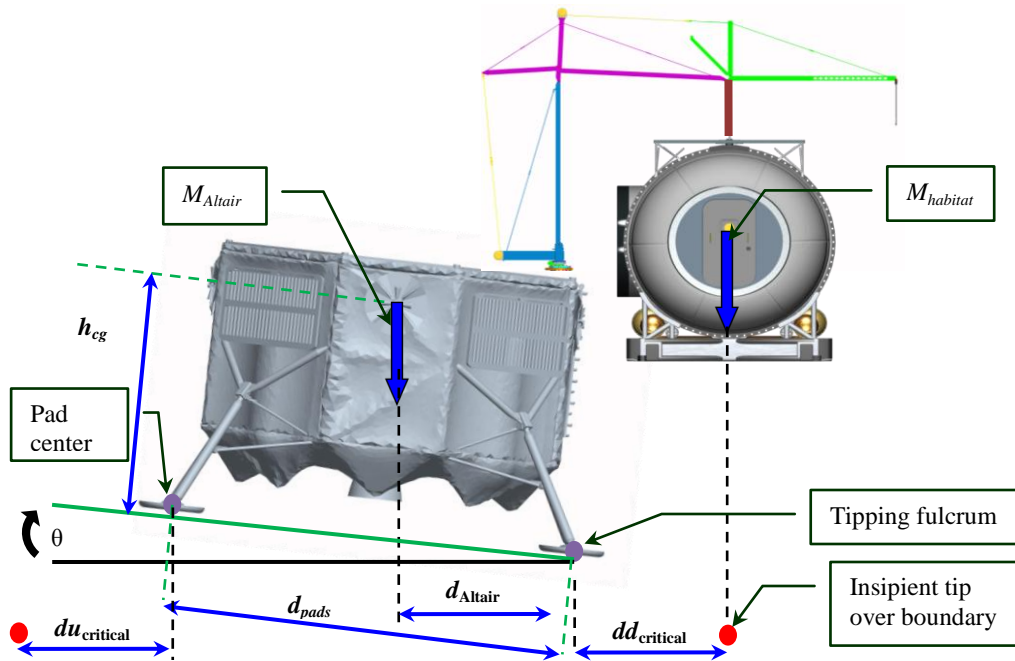 M_Altair
M_habitat
h_cg
Pad
center
θ
Tipping fulcrum
d_Altair
d_pads
Insipient tip
over boundary
du_critical
dd_critical